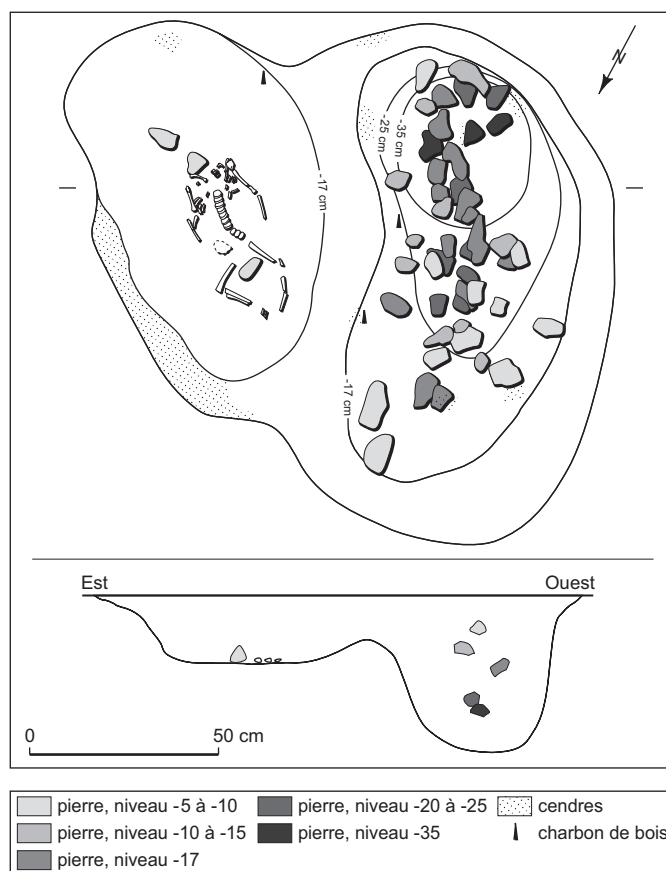 N
-25 cm
-35 cm
-17 cm
-17 cm
Est
Ouest
0
50 cm
pierre, niveau -5 à -10
pierre, niveau -20 à -25
cendres
pierre, niveau -10 à -15
pierre, niveau -35
charbon de bois
pierre, niveau -17